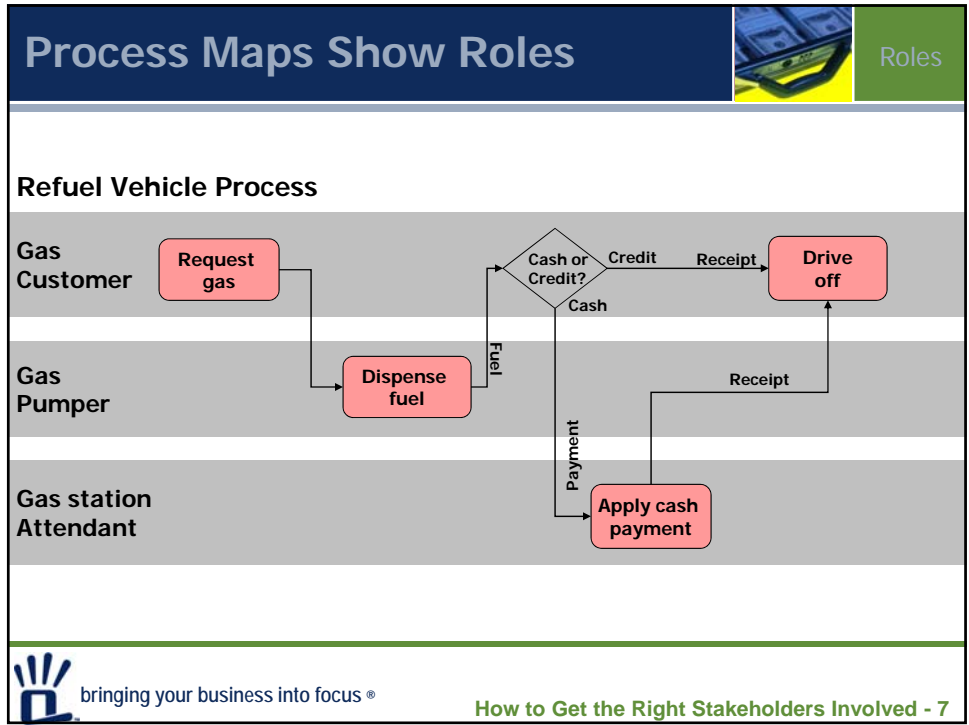 Process Maps Show Roles
Roles
Refuel Vehicle Process
Gas
Customer
Request
gas
Cash or
Credit?
Credit
Receipt
Drive
off
Cash
Gas
Pumper
Dispense
fuel
Fuel
Receipt
Payment
Gas station
Attendant
Apply cash
payment
bringing your business into focus ®
How to Get the Right Stakeholders Involved - 7